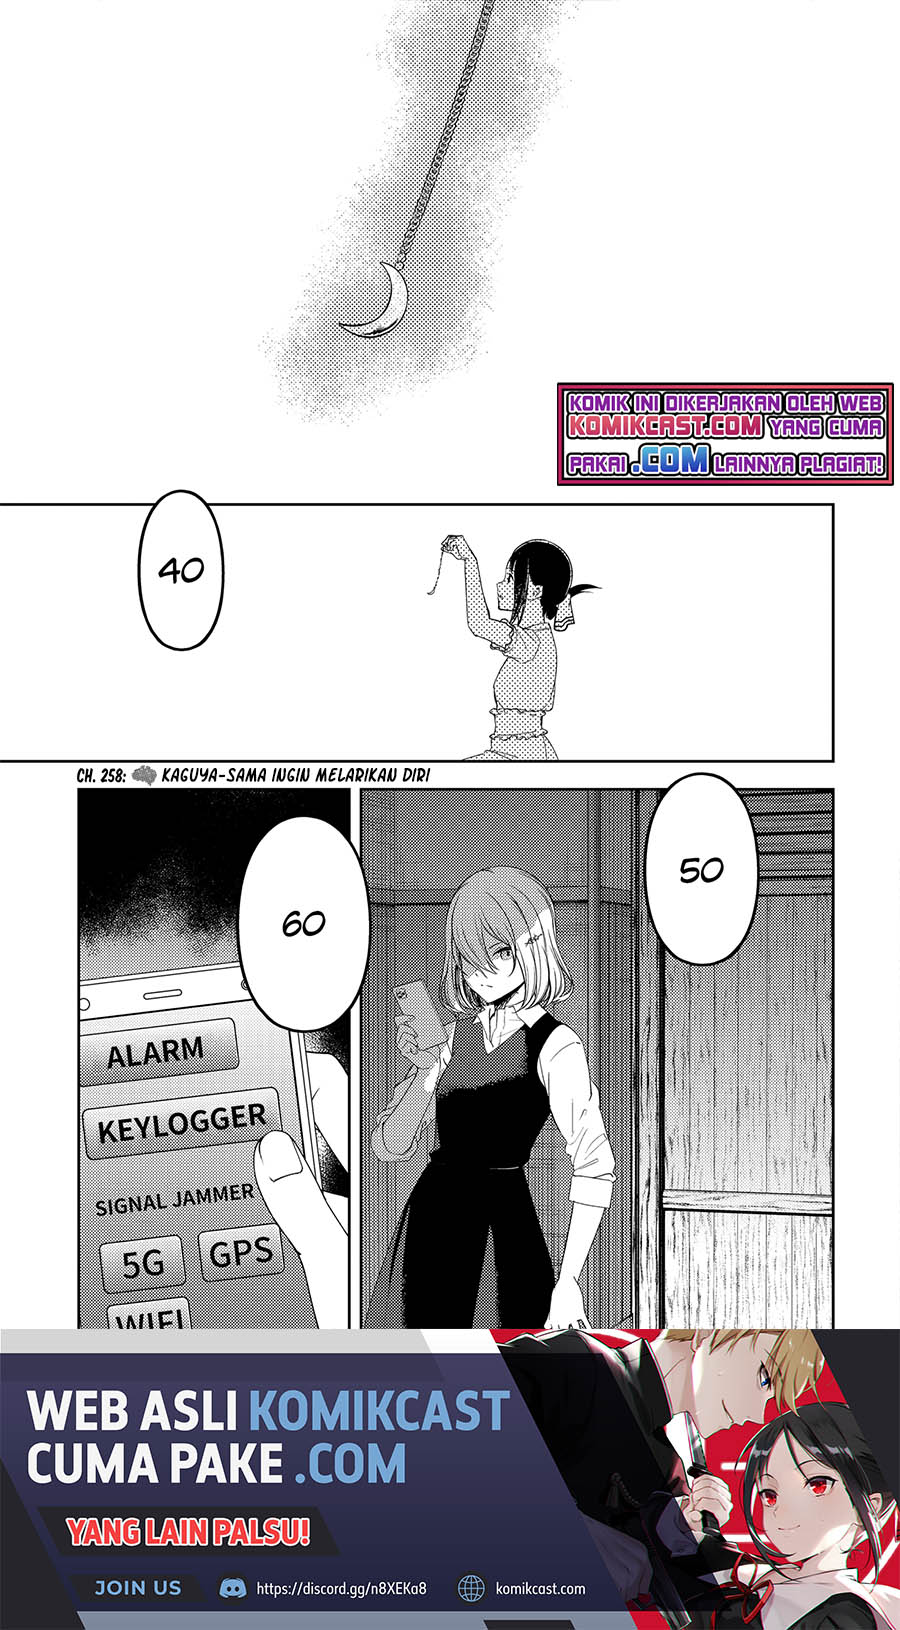 KOMIK INI DIKERJAKAN OLEH WEB
KOMIKCAST.COM YANG CUMA
PAKAI .COM LAINNYA PLAGIAT!
40
CH. 258: KAGUYA-SAMA INGIN MELARIKAN DIRI
50
60
ALARM
KEYLOGGER
SIGNAL JAMMER
5G GPS
WIFI
WEB ASLI KOMIKCAST
CUMA PAKE .COM
YANG LAIN PALSU!
JOIN US https://discord.gg/n8XEKa8 komikcast.com